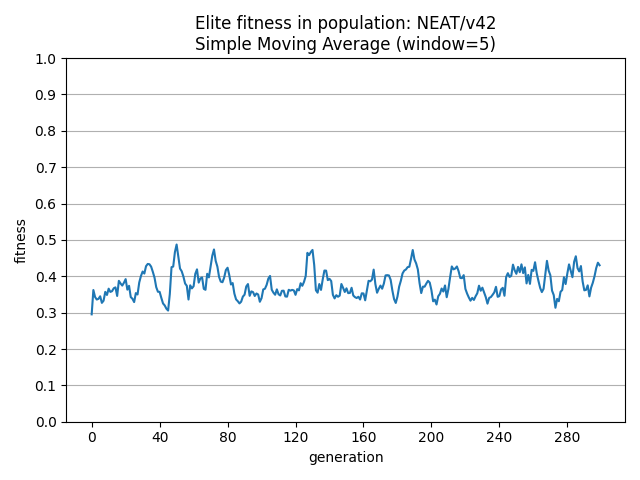 Elite fitness in population: NEAT/v42
Simple Moving Average (window=5)
1.0
0.9
0.8
0.7
0.6
0.5
0.4
0.3
0.2
0.1
0.0
fitness
0 40 80 120 160 200 240 280
generation